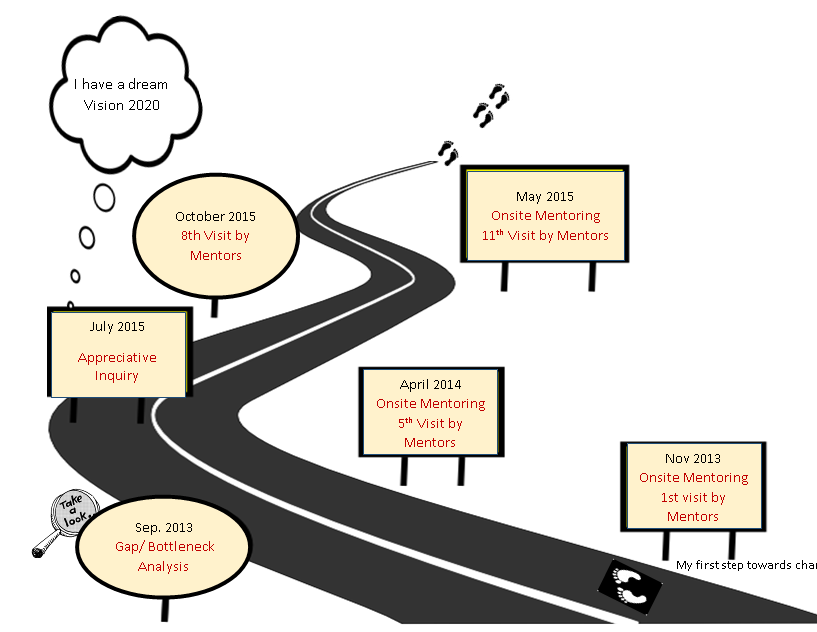 I have a dream
Vision 2020
October 2015
8th Visit by
Mentors
May 2015
Onsite Mentoring
11th Visit by Mentors
July 2015
Appreciative
Inquiry
April 2014
Onsite Mentoring
5th Visit by
Mentors
Nov 2013
Onsite Mentoring
1st visit by
Mentors
Take
a
look.
Sep. 2013
Gap/ Bottleneck
Analysis
My first step towards